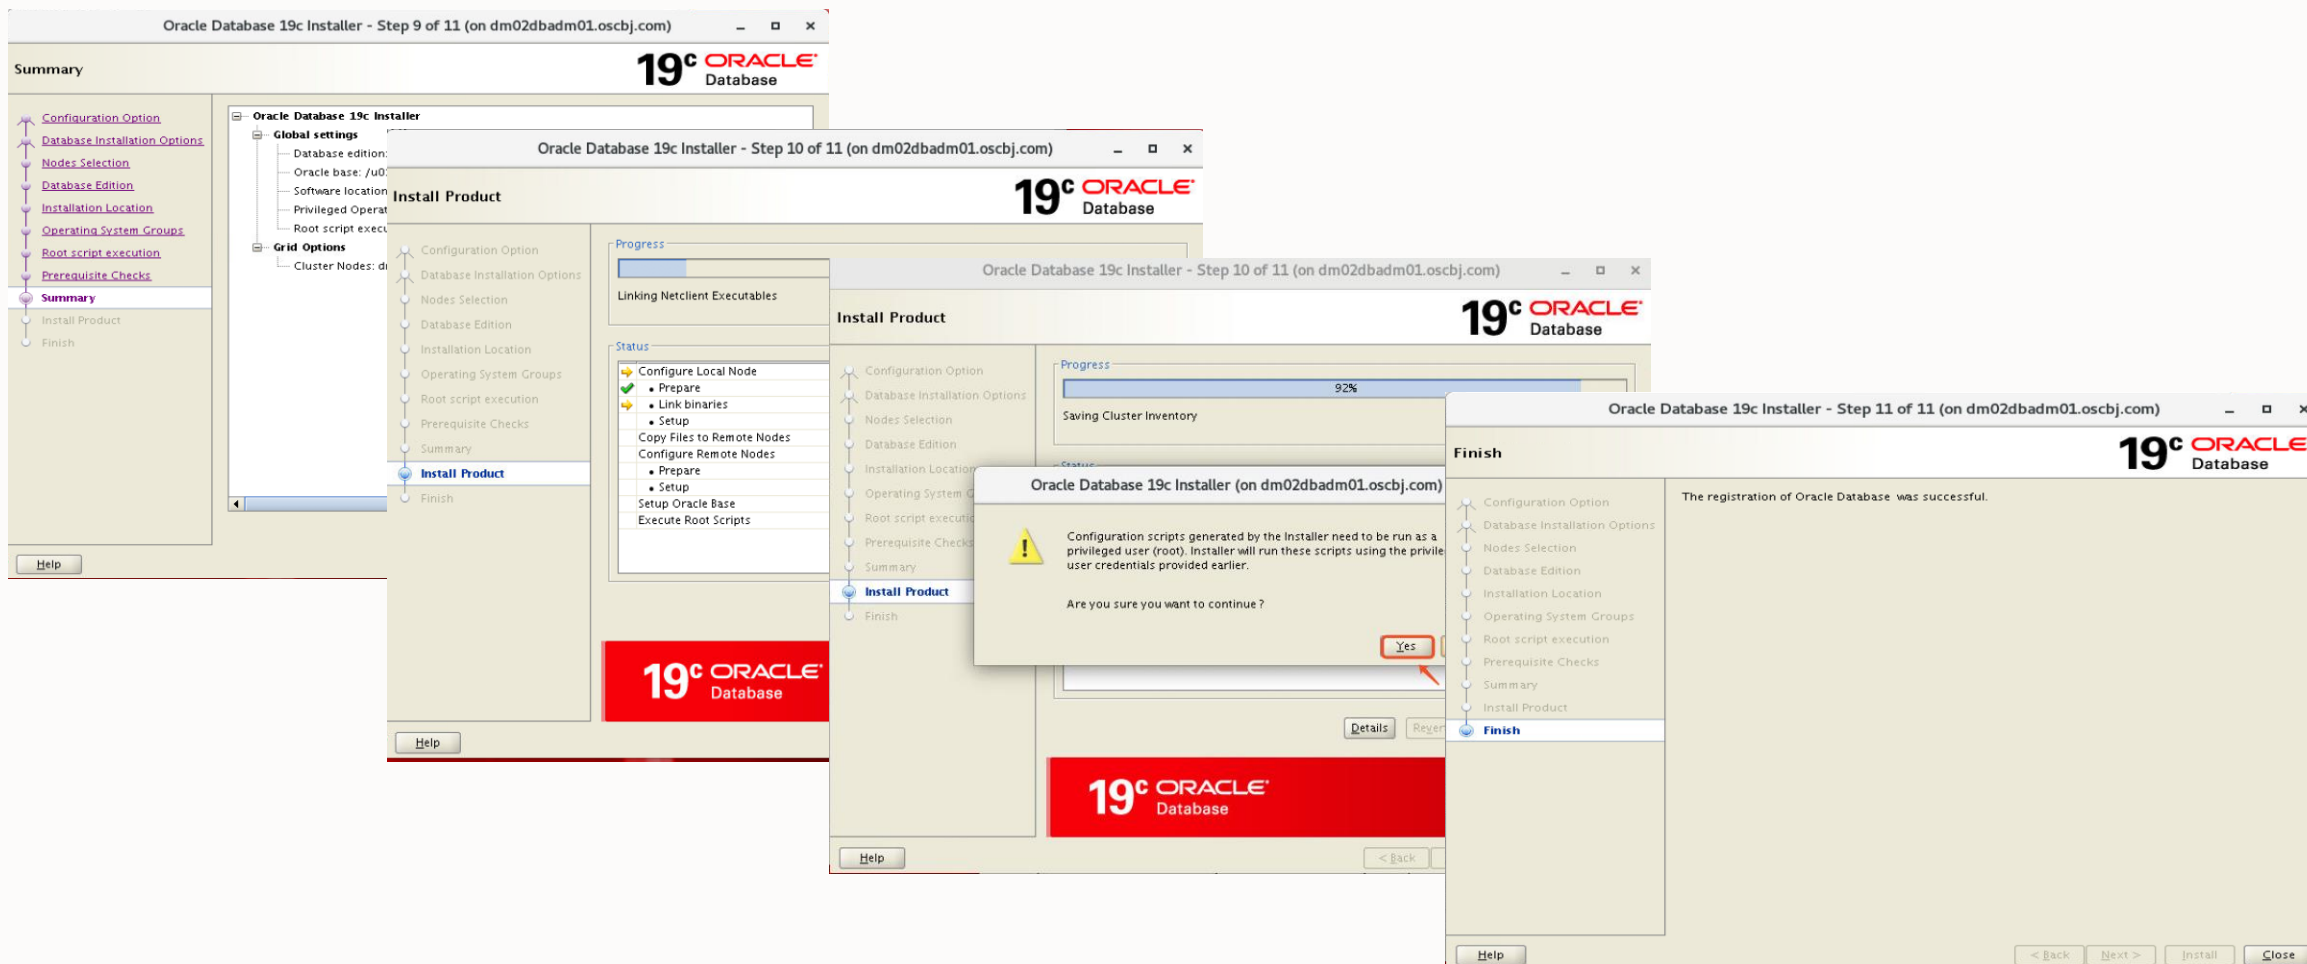 Oracle Database 19c Installer - Step 9 of 11 (on dm02dbadm01.oscbj.com)
Summary
19c ORACLE
Database
Configuration Option
Database Installation Options
Nodes Selection
Database Edition
Installation Location
Operating System Groups
Root script execution
Prerequisite Checks
Summary
Install Product
Finish
Oracle Database 19c Installer
Global settings
Database edition:
Oracle base: /u0
Software location
Privileged Operat
Root script execu
Grid Options
Cluster Nodes: d
Help
Oracle Database 19c Installer - Step 10 of 11 (on dm02dbadm01.oscbj.com)
Install Product
19c ORACLE
Database
Configuration Option
Database Installation Options
Nodes Selection
Database Edition
Installation Location
Operating System Groups
Root script execution
Prerequisite Checks
Summary
Install Product
Finish
Progress
Linking Netclient Executables
Status
Configure Local Node
• Prepare
• Link binaries
• Setup
Copy Files to Remote Nodes
Configure Remote Nodes
• Prepare
• Setup
Setup Oracle Base
Execute Root Scripts
19c ORACLE
Database
Help
Oracle Database 19c Installer - Step 10 of 11 (on dm02dbadm01.oscbj.com)
Install Product
19c ORACLE
Database
Configuration Option
Database Installation Options
Nodes Selection
Database Edition
Installation Location
Operating System G
Root script executio
Prerequisite Checks
Summary
Install Product
Finish
Progress
92%
Saving Cluster Inventory
Status
Oracle Database 19c Installer (on dm02dbadm01.oscbj.com)
Configuration scripts generated by the Installer need to be run as a
privileged user (root). Installer will run these scripts using the privile
user credentials provided earlier.
Are you sure you want to continue?
Yes
Details
Rever
19c ORACLE
Database
Help
< Back
Oracle Database 19c Installer - Step 11 of 11 (on dm02dbadm01.oscbj.com)
Finish
19c ORACLE
Database
Configuration Option
Database Installation Options
Nodes Selection
Database Edition
Installation Location
Operating System Groups
Root script execution
Prerequisite Checks
Summary
Install Product
Finish
The registration of Oracle Database was successful.
Help
< Back
Next >
Install
Close